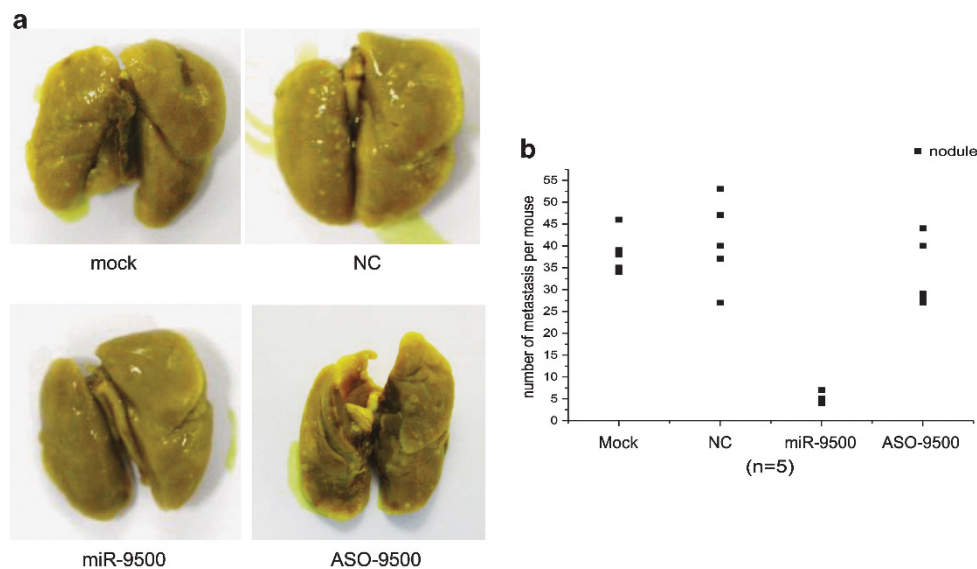 a
mock
NC
miR-9500
ASO-9500
b
nodule
number of metastasis per mouse
55
50
45
40
35
30
25
20
15
10
5
0
Mock
NC
miR-9500
ASO-9500
(n=5)